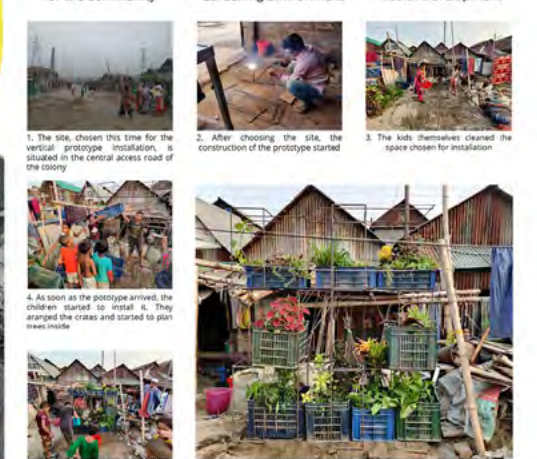 1. The site, chosen this time for the
vertical prototype installation, is
situated in the central access road of
the colony
2. After choosing the site, the
construction of the prototype started
3. The kids themselves cleaned the
space chosen for installation
4. As soon as the pototype arrived, the
children started to install it. They
aranged the crates and started to plan
trees inside